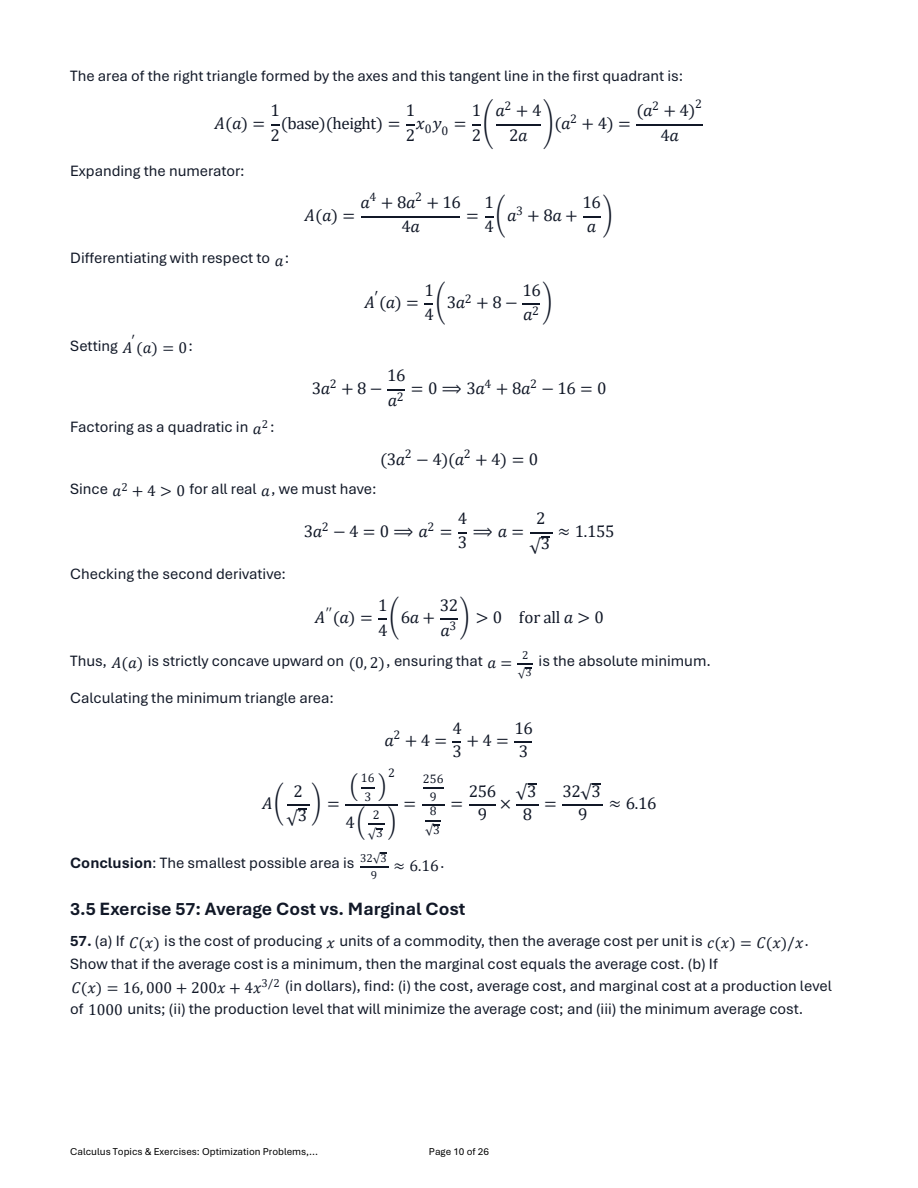 The area of the right triangle formed by the axes and this tangent line in the first quadrant is:
A(a) = 1/2 (base)(height) = 1/2 x₀y₀ = 1/2 ((a² + 4)/(2a)) (a² + 4) = (a² + 4)²/(4a)
Expanding the numerator:
A(a) = (a⁴ + 8a² + 16)/(4a) = 1/4 (a³ + 8a + 16/a)
Differentiating with respect to a:
A′(a) = 1/4 (3a² + 8 − 16/a²)
Setting A′(a) = 0:
3a² + 8 − 16/a² = 0 ⟹ 3a⁴ + 8a² − 16 = 0
Factoring as a quadratic in a²:
(3a² − 4)(a² + 4) = 0
Since a² + 4 > 0 for all real a, we must have:
3a² − 4 = 0 ⟹ a² = 4/3 ⟹ a = 2/√3 ≈ 1.155
Checking the second derivative:
A″(a) = 1/4 (6a + 32/a³) > 0 for all a > 0
Thus, A(a) is strictly concave upward on (0, 2), ensuring that a = 2/√3 is the absolute minimum.
Calculating the minimum triangle area:
a² + 4 = 4/3 + 4 = 16/3
A(2/√3) = (16/3)²/(4(2/√3)) = (256/9)/(8/√3) = 256/9 × √3/8 = 32√3/9 ≈ 6.16
Conclusion: The smallest possible area is 32√3/9 ≈ 6.16.
3.5 Exercise 57: Average Cost vs. Marginal Cost
57. (a) If C(x) is the cost of producing x units of a commodity, then the average cost per unit is c(x) = C(x)/x.
Show that if the average cost is a minimum, then the marginal cost equals the average cost. (b) If
C(x) = 16,000 + 200x + 4x^(3/2) (in dollars), find: (i) the cost, average cost, and marginal cost at a production level
of 1000 units; (ii) the production level that will minimize the average cost; and (iii) the minimum average cost.
Calculus Topics & Exercises: Optimization Problems,... Page 10 of 26